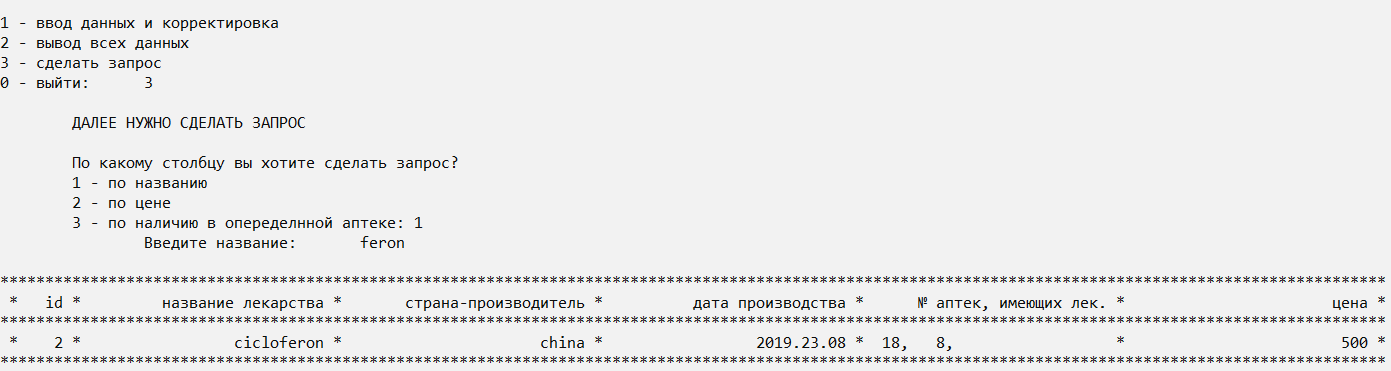 1 - ввод данных и корректировка
2 - вывод всех данных
3 - сделать запрос
0 - выйти: 3
ДАЛЕЕ НУЖНО СДЕЛАТЬ ЗАПРОС
По какому столбцу вы хотите сделать запрос?
1 - по названию
2 - по цене
3 - по наличию в опеределнной аптеке: 1
Введите название: feron
**********************************************************************************************************************************************************
* id * название лекарства * страна-производитель * дата производства * № аптек, имеющих лек. * цена *
**********************************************************************************************************************************************************
* 2 * cicloferon * china * 2019.23.08 * 18, 8, * 500 *
**********************************************************************************************************************************************************